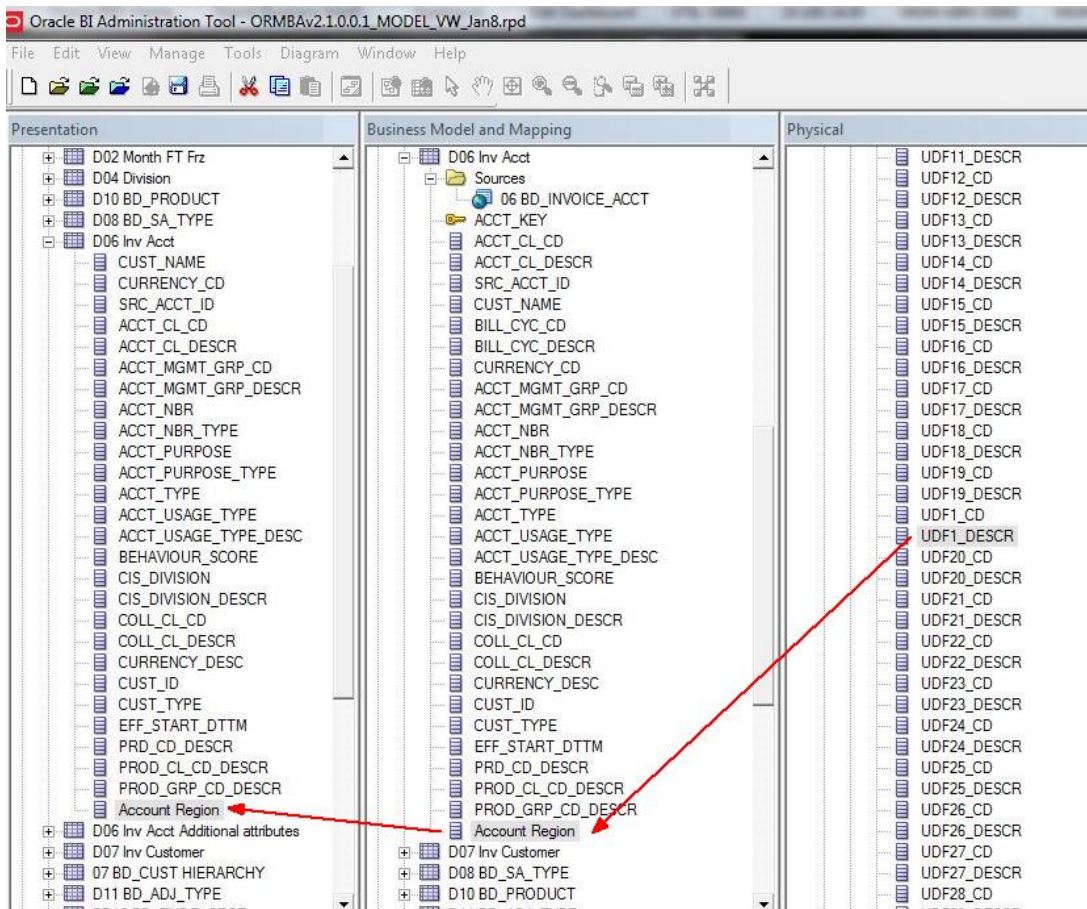 Oracle BI Administration Tool - ORMBAv2.1.0.0.1_MODEL_VW_Jan8.rpd
File Edit View Manage Tools Diagram Window Help
Presentation
D02 Month FT Frz
D04 Division
D10 BD_PRODUCT
D08 BD_SA_TYPE
D06 Inv Acct
CUST_NAME
CURRENCY_CD
SRC_ACCT_ID
ACCT_CL_CD
ACCT_CL_DESCR
ACCT_MGMT_GRP_CD
ACCT_MGMT_GRP_DESCR
ACCT_NBR
ACCT_NBR_TYPE
ACCT_PURPOSE
ACCT_PURPOSE_TYPE
ACCT_TYPE
ACCT_USAGE_TYPE
ACCT_USAGE_TYPE_DESC
BEHAVIOUR_SCORE
CIS_DIVISION
CIS_DIVISION_DESCR
COLL_CL_CD
COLL_CL_DESCR
CURRENCY_DESC
CUST_ID
CUST_TYPE
EFF_START_DTTM
PRD_CD_DESCR
PROD_CL_CD_DESCR
PROD_GRP_CD_DESCR
Account Region
D06 Inv Acct Additional attributes
D07 Inv Customer
07 BD_CUST HIERARCHY
D11 BD_ADJ_TYPE
Business Model and Mapping
D06 Inv Acct
Sources
06 BD_INVOICE_ACCT
ACCT_KEY
ACCT_CL_CD
ACCT_CL_DESCR
SRC_ACCT_ID
CUST_NAME
BILL_CYC_CD
BILL_CYC_DESCR
CURRENCY_CD
ACCT_MGMT_GRP_CD
ACCT_MGMT_GRP_DESCR
ACCT_NBR
ACCT_NBR_TYPE
ACCT_PURPOSE
ACCT_PURPOSE_TYPE
ACCT_TYPE
ACCT_USAGE_TYPE
ACCT_USAGE_TYPE_DESC
BEHAVIOUR_SCORE
CIS_DIVISION
CIS_DIVISION_DESCR
COLL_CL_CD
COLL_CL_DESCR
CURRENCY_DESC
CUST_ID
CUST_TYPE
EFF_START_DTTM
PRD_CD_DESCR
PROD_CL_CD_DESCR
PROD_GRP_CD_DESCR
Account Region
D07 Inv Customer
D08 BD_SA_TYPE
D10 BD_PRODUCT
Physical
UDF11_DESCR
UDF12_CD
UDF12_DESCR
UDF13_CD
UDF13_DESCR
UDF14_CD
UDF14_DESCR
UDF15_CD
UDF15_DESCR
UDF16_CD
UDF16_DESCR
UDF17_CD
UDF17_DESCR
UDF18_CD
UDF18_DESCR
UDF19_CD
UDF19_DESCR
UDF1_CD
UDF1_DESCR
UDF20_CD
UDF20_DESCR
UDF21_CD
UDF21_DESCR
UDF22_CD
UDF22_DESCR
UDF23_CD
UDF23_DESCR
UDF24_CD
UDF24_DESCR
UDF25_CD
UDF25_DESCR
UDF26_CD
UDF26_DESCR
UDF27_CD
UDF27_DESCR
UDF28_CD